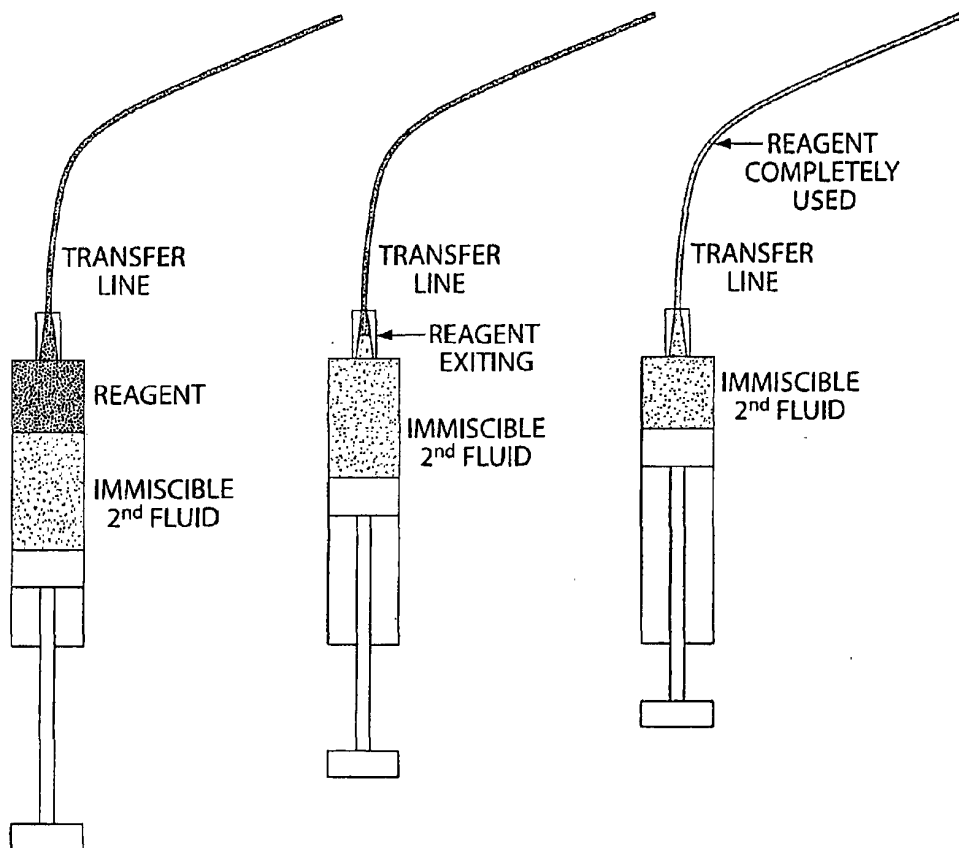 TRANSFER
LINE
REAGENT
IMMISCIBLE
2nd FLUID
TRANSFER
LINE
REAGENT
EXITING
IMMISCIBLE
2nd FLUID
REAGENT
COMPLETELY
USED
TRANSFER
LINE
IMMISCIBLE
2nd FLUID